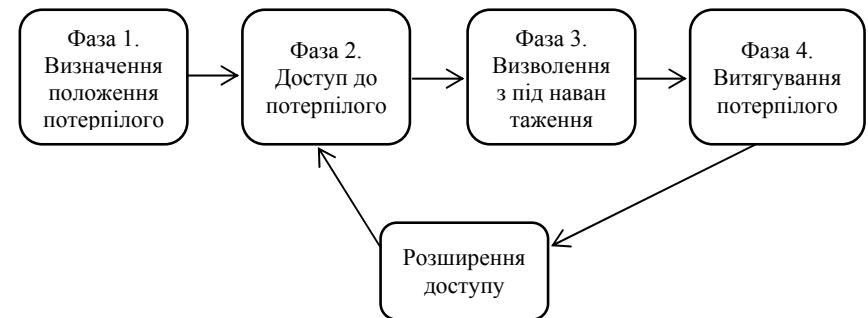 Фаза 1.
Визначення
положення
потерпілого
Фаза 2.
Доступ до
потерпілого
Фаза 3.
Визволення
з під наван
таження
Фаза 4.
Витягування
потерпілого
Розширення
доступу